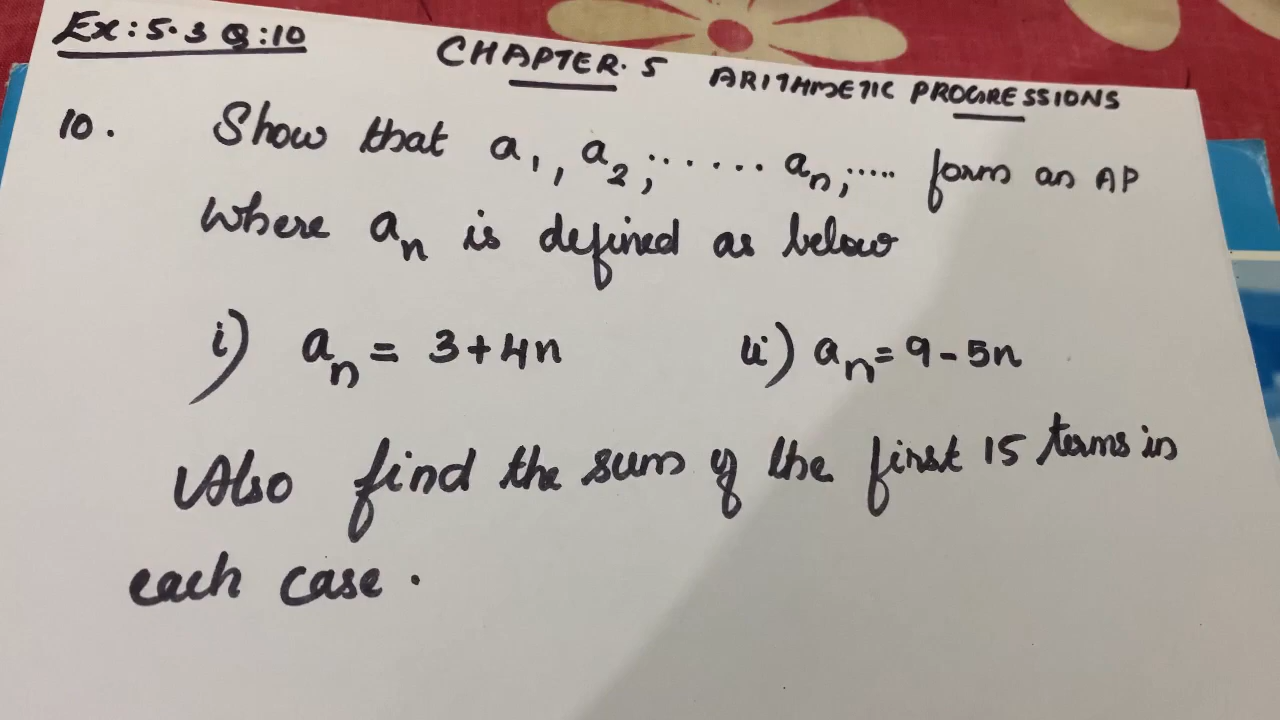 Ex: 5.3 Q:10
CHAPTER. 5 ARITHMETIC PROGRESSIONS
10. Show that a₁, a₂, ...... aₙ, ..... form an AP
where aₙ is defined as below
i) aₙ = 3+4n ii) aₙ = 9-5n
Also find the sum of the first 15 terms in
each case.